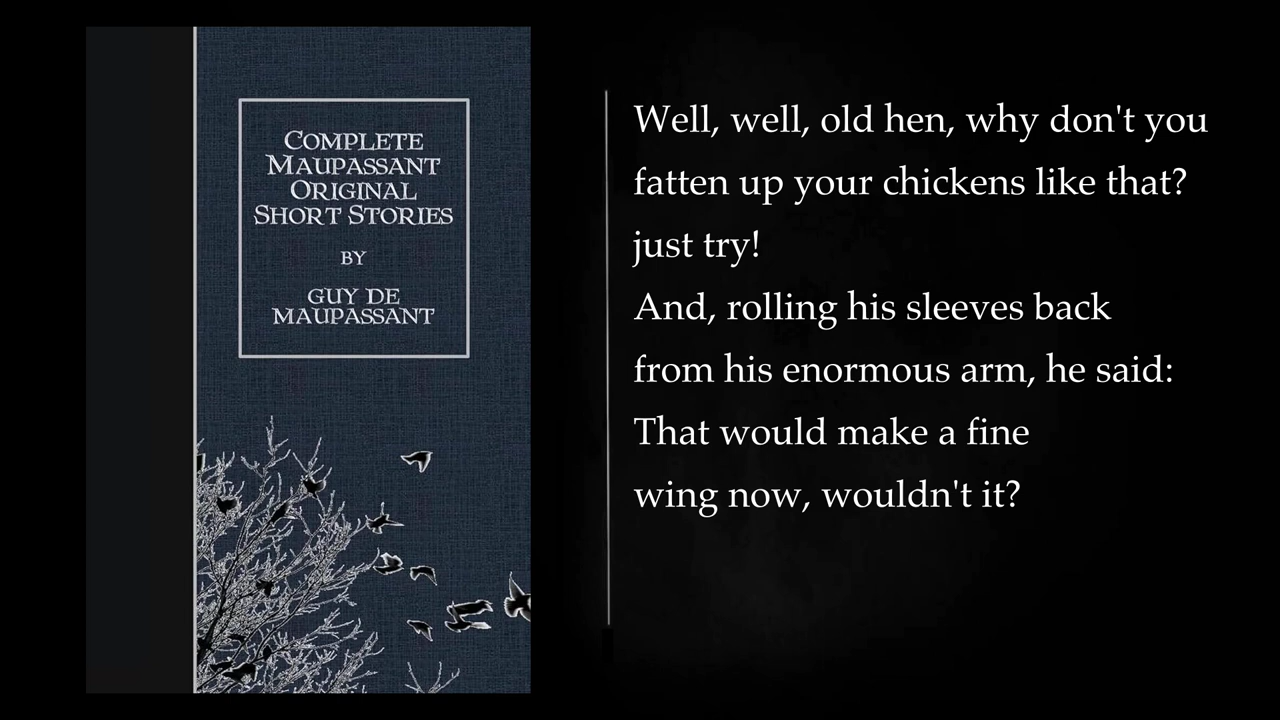 COMPLETE
MAUPASSANT
ORIGINAL
SHORT STORIES
BY
GUY DE
MAUPASSANT
Well, well, old hen, why don't you
fatten up your chickens like that?
just try!
And, rolling his sleeves back
from his enormous arm, he said:
That would make a fine
wing now, wouldn't it?